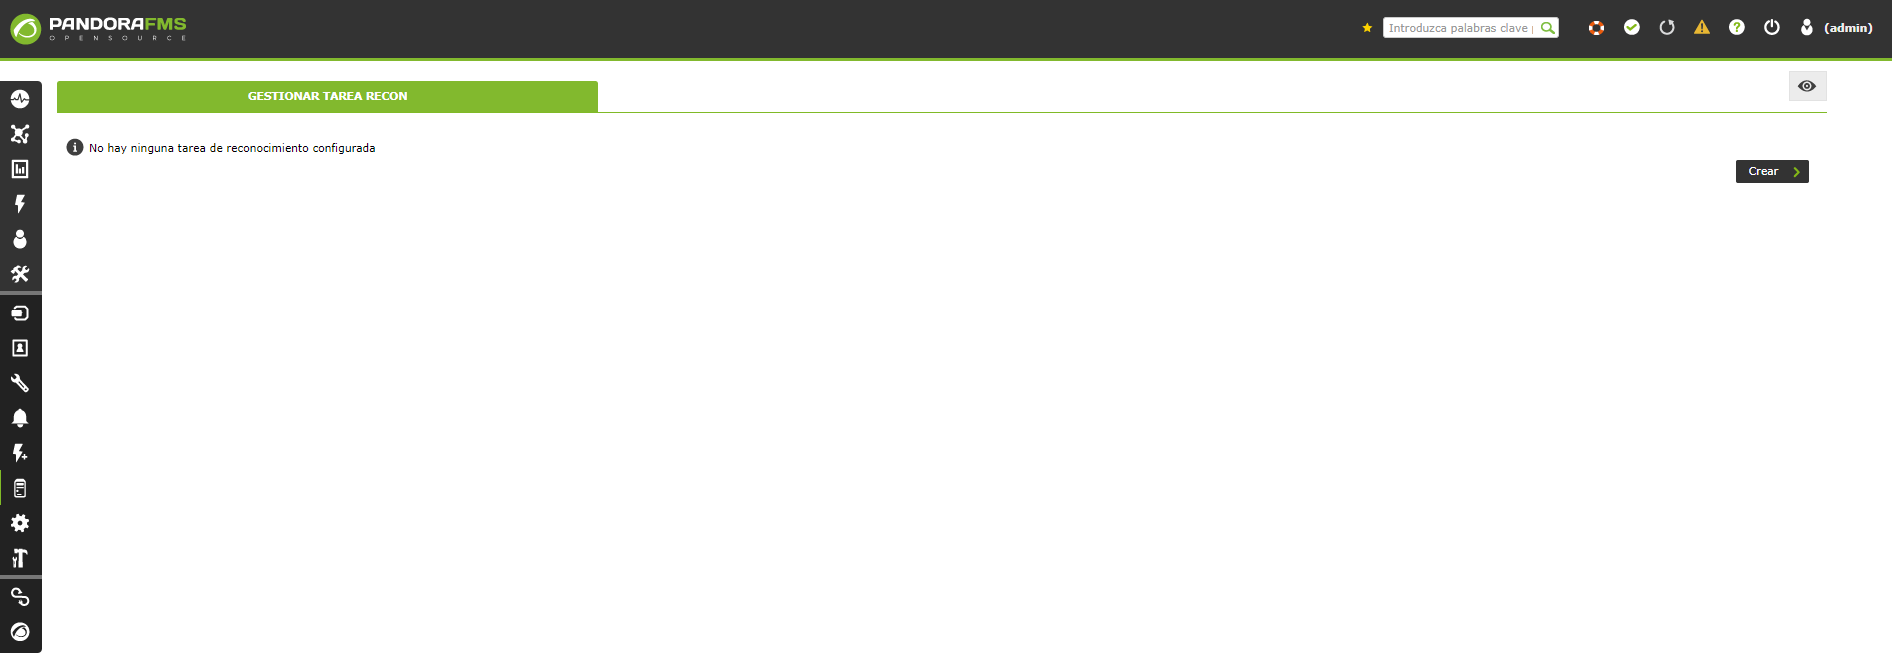 PANDORAFMS
OPENSOURCE
Introduzca palabras clave
(admin)
GESTIONAR TAREA RECON
No hay ninguna tarea de reconocimiento configurada
Crear